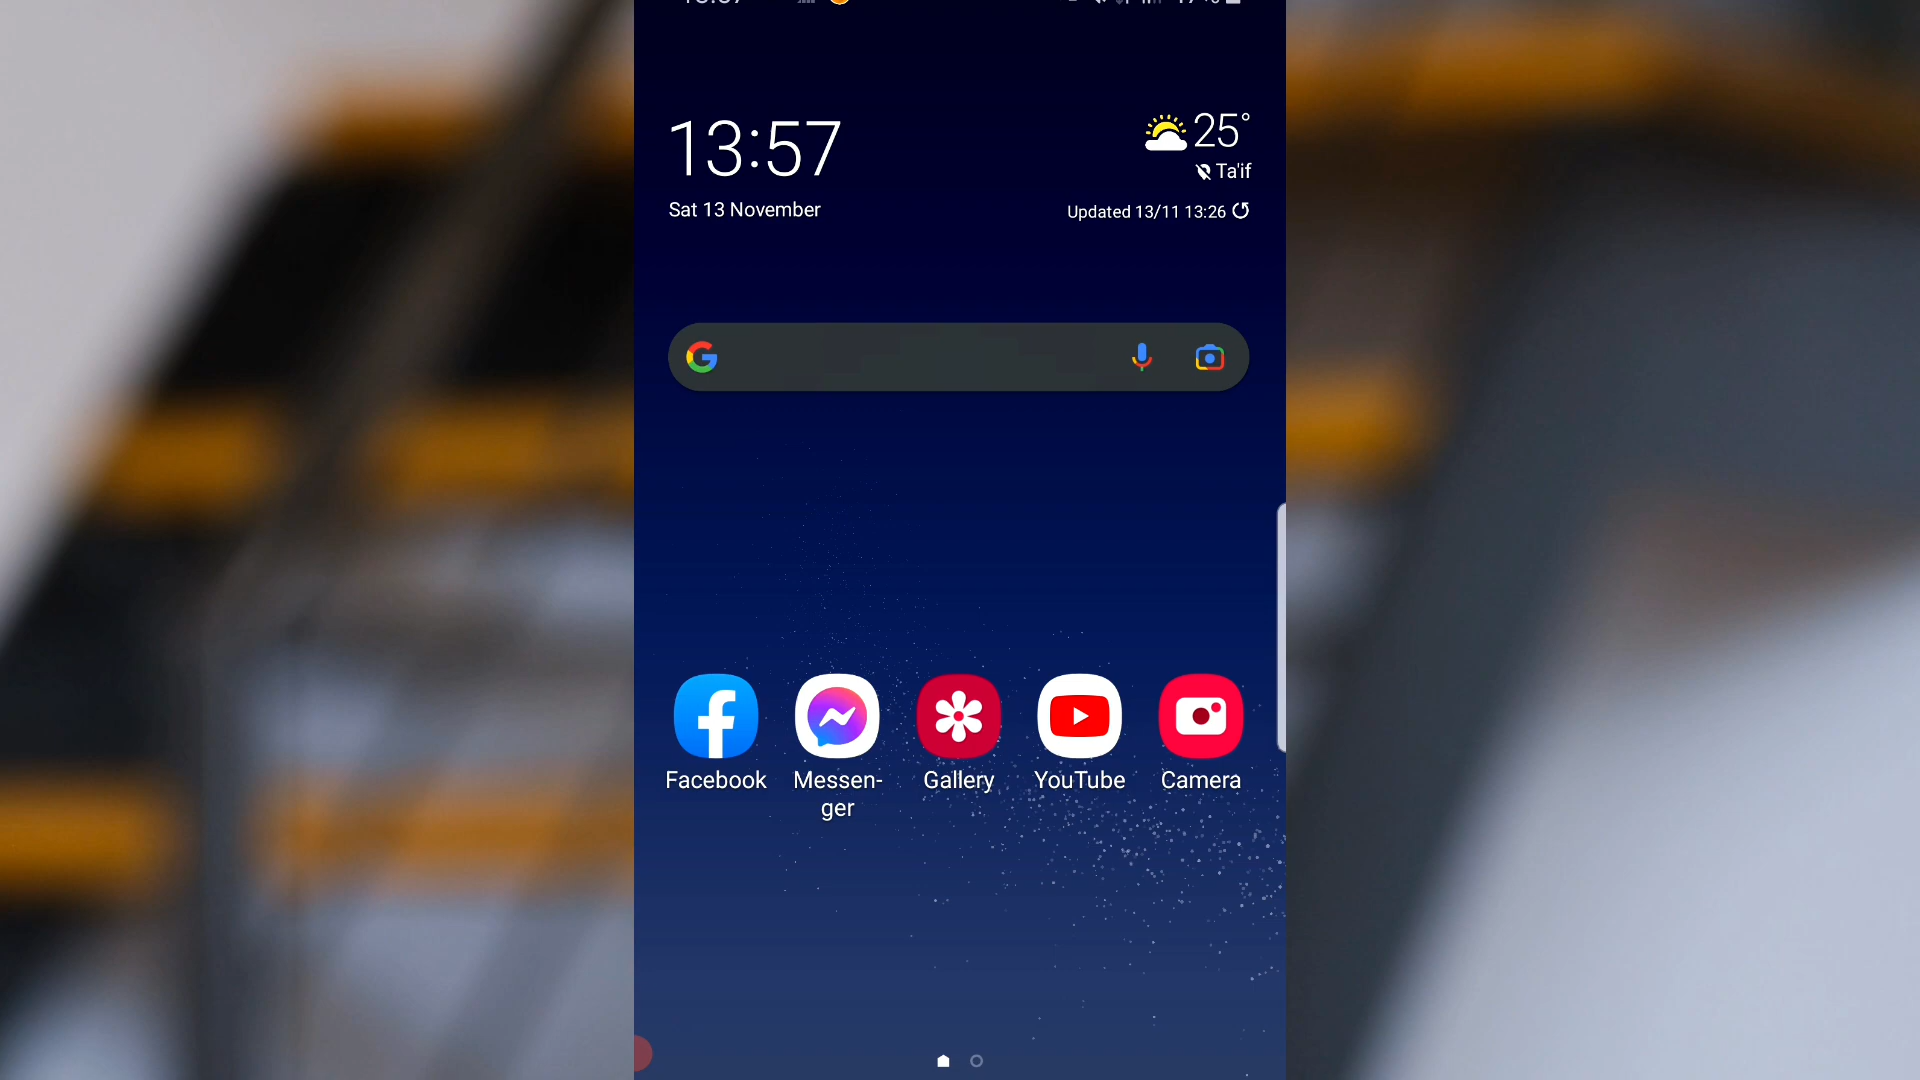 13:57
25°
Ta'if
Sat 13 November
Updated 13/11 13:26
Facebook
Messen-
ger
Gallery
YouTube
Camera